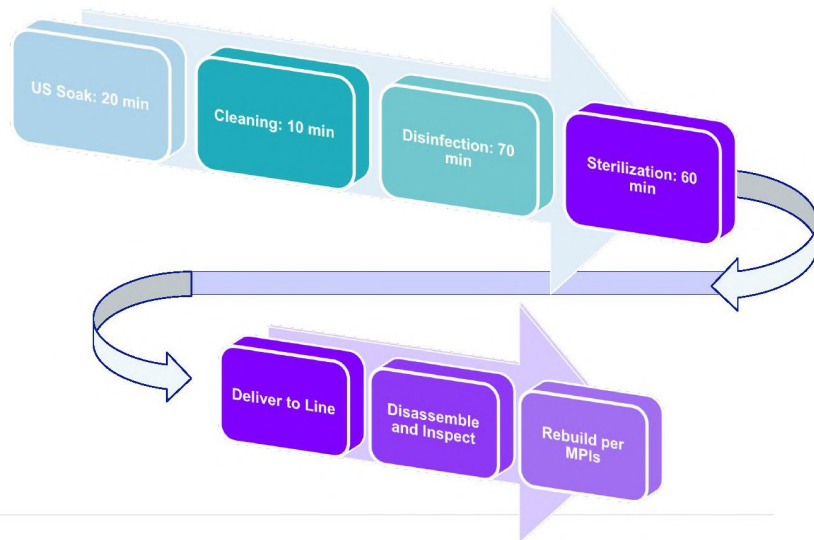 US Soak: 20 min
Cleaning: 10 min
Disinfection: 70
min
Sterilization: 60
min
Deliver to Line
Disassemble
and Inspect
Rebuild per
MPIs